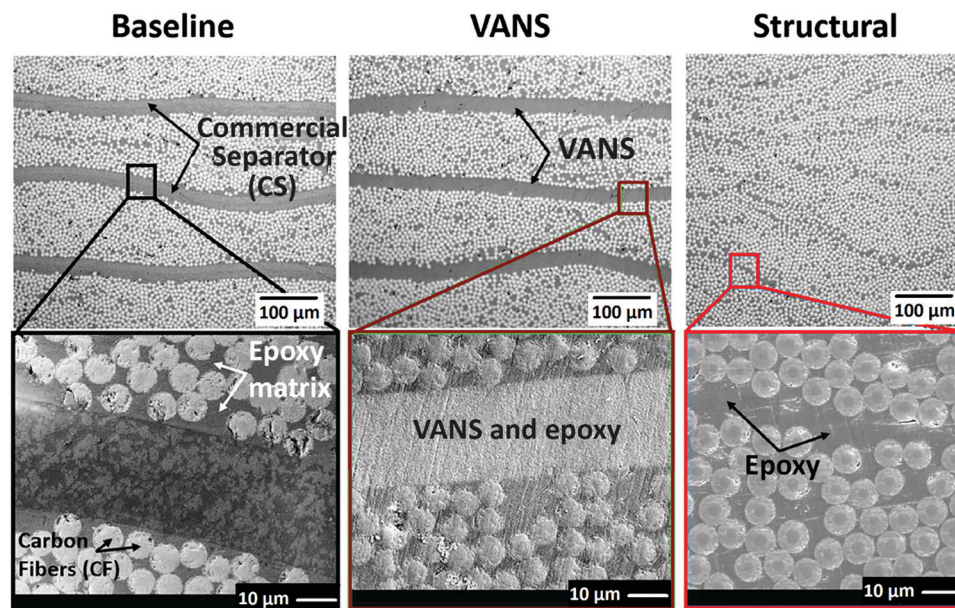 Baseline
VANS
Structural
Commercial
Separator
(CS)
VANS
100 µm
100 µm
100 µm
Epoxy
matrix
Carbon
Fibers (CF)
10 µm
VANS and epoxy
10 µm
Epoxy
10 µm